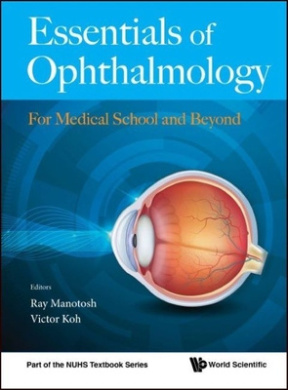 Essentials of
Ophthalmology
For Medical School and Beyond
Editors
Ray Manotosh
Victor Koh
Part of the NUHS Textbook Series
World Scientific